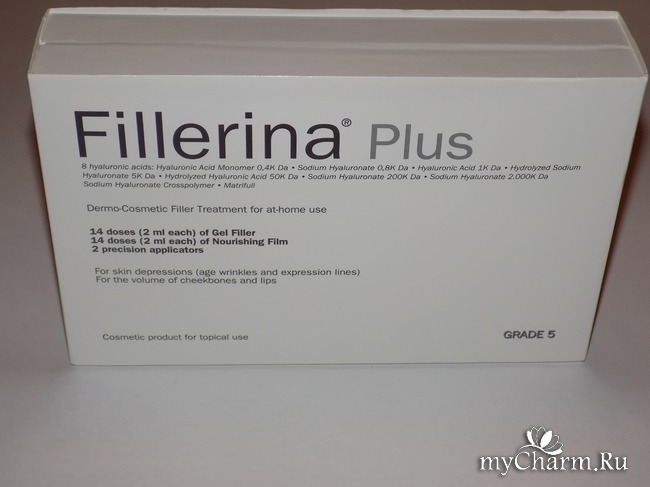 Fillerina® Plus
8 hyaluronic acids: Hyaluronic Acid Monomer 0,4K Da • Sodium Hyaluronate 0,8K Da • Hyaluronic Acid 1K Da • Hydrolyzed Sodium
Hyaluronate 5K Da • Hydrolyzed Hyaluronic Acid 50K Da • Sodium Hyaluronate 200K Da • Sodium Hyaluronate 2.000K Da
Sodium Hyaluronate Crosspolymer • Matrifull
Dermo-Cosmetic Filler Treatment for at-home use
14 doses (2 ml each) of Gel Filler
14 doses (2 ml each) of Nourishing Film
2 precision applicators
For skin depressions (age wrinkles and expression lines)
For the volume of cheekbones and lips
Cosmetic product for topical use
GRADE 5
myCharm.Ru